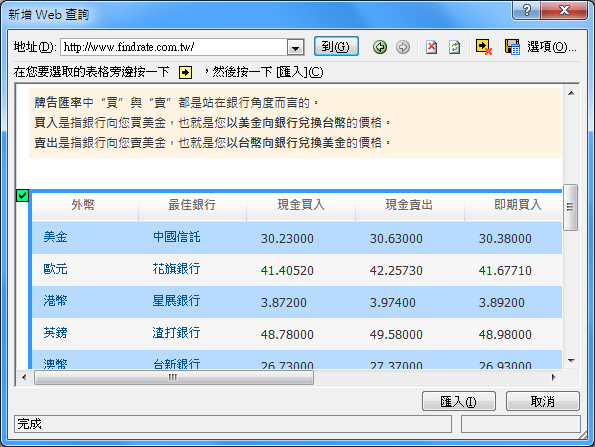 新增 Web 查詢
地址(D): http://www.findrate.com.tw/ 到(G) 選項(O)...
在您要選取的表格旁邊按一下 ，然後按一下 [匯入](C)
牌告匯率中“買”與“賣”都是站在銀行角度而言的。
買入是指銀行向您買美金，也就是您以美金向銀行兌換台幣的價格。
賣出是指銀行向您賣美金，也就是您以台幣向銀行兌換美金的價格。
外幣 最佳銀行 現金買入 現金賣出 即期買入
美金 中國信託 30.23000 30.63000 30.38000
歐元 花旗銀行 41.40520 42.25730 41.67710
港幣 星展銀行 3.87200 3.97400 3.89200
英鎊 渣打銀行 48.78000 49.58000 48.98000
澳幣 台新銀行 26.73000 27.37000 26.93000
匯入(I) 取消
完成